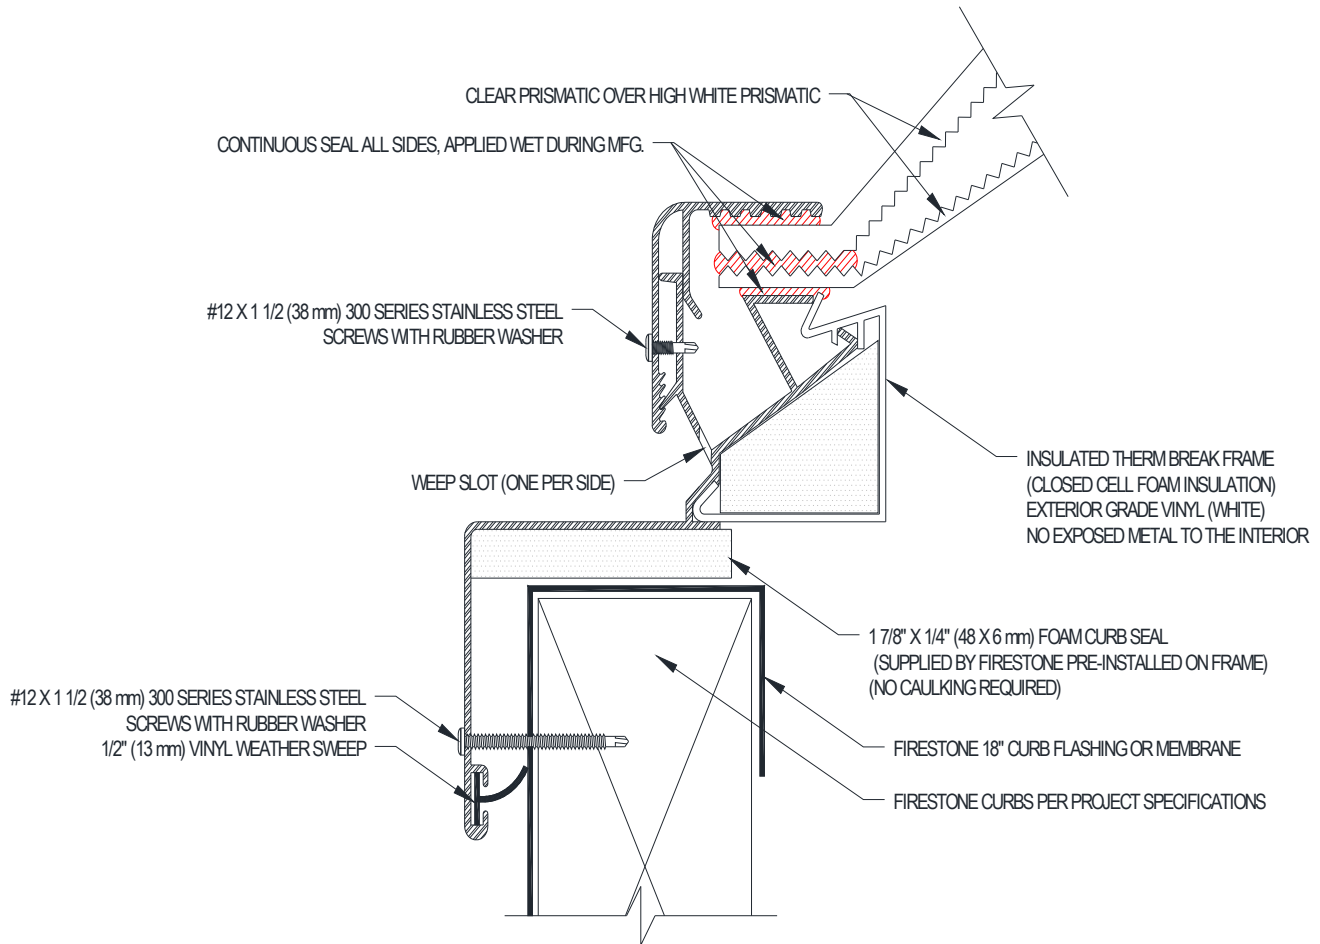 CLEAR PRISMATIC OVER HIGH WHITE PRISMATIC
CONTINUOUS SEAL ALL SIDES, APPLIED WET DURING MFG.
#12 X 1 1/2 (38 mm) 300 SERIES STAINLESS STEEL
SCREWS WITH RUBBER WASHER
WEEP SLOT (ONE PER SIDE)
INSULATED THERM BREAK FRAME
(CLOSED CELL FOAM INSULATION)
EXTERIOR GRADE VINYL (WHITE)
NO EXPOSED METAL TO THE INTERIOR
1 7/8" X 1/4" (48 X 6 mm) FOAM CURB SEAL
(SUPPLIED BY FIRESTONE PRE-INSTALLED ON FRAME)
(NO CAULKING REQUIRED)
#12 X 1 1/2 (38 mm) 300 SERIES STAINLESS STEEL
SCREWS WITH RUBBER WASHER
1/2" (13 mm) VINYL WEATHER SWEEP
FIRESTONE 18" CURB FLASHING OR MEMBRANE
FIRESTONE CURBS PER PROJECT SPECIFICATIONS